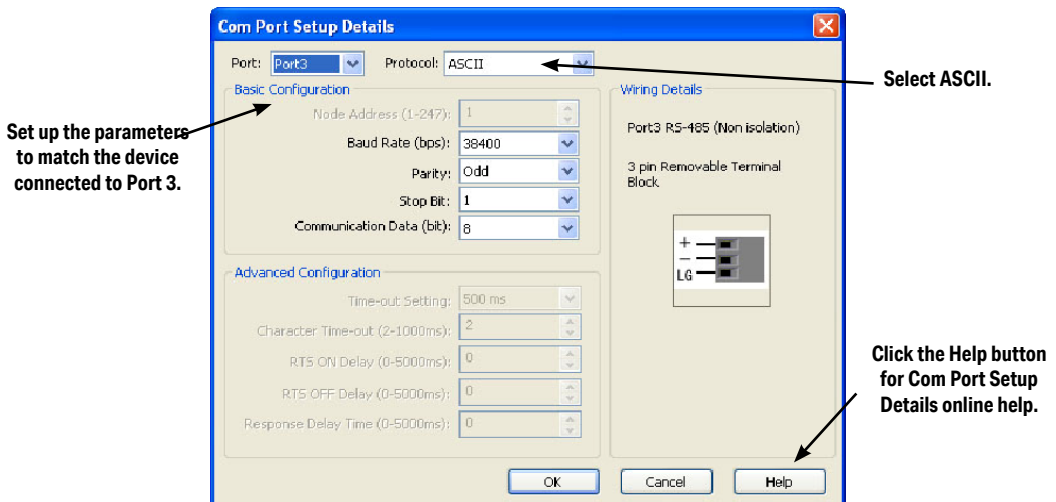 Com Port Setup Details
Port: Port3 Protocol: ASCII
Select ASCII.
Set up the parameters
to match the device
connected to Port 3.
Basic Configuration
Node Address (1-247): 1
Baud Rate (bps): 38400
Parity: Odd
Stop Bit: 1
Communication Data (bit): 8
Advanced Configuration
Time-out Setting: 500 ms
Character Time-out (2-1000ms): 2
RTS ON Delay (0-5000ms): 0
RTS OFF Delay (0-5000ms): 0
Response Delay Time (0-5000ms): 0
Wiring Details
Port3 RS-485 (Non isolation)
3 pin Removable Terminal
Block
+
−
LG
Click the Help button
for Com Port Setup
Details online help.
OK Cancel Help